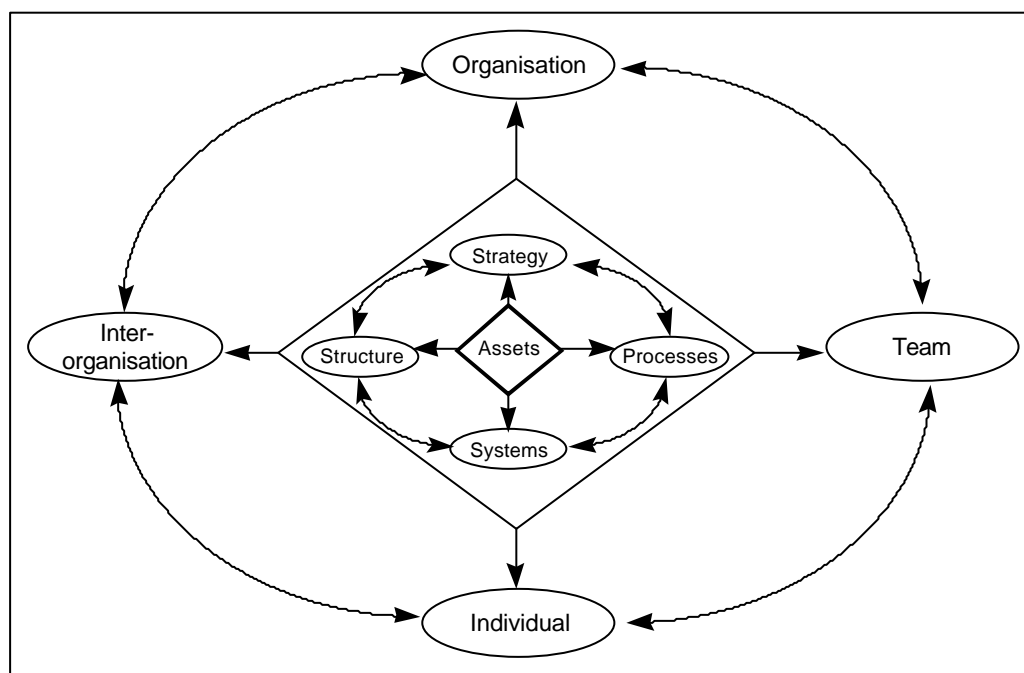 Organisation
Strategy
Inter-
organisation
Structure
Assets
Processes
Team
Systems
Individual